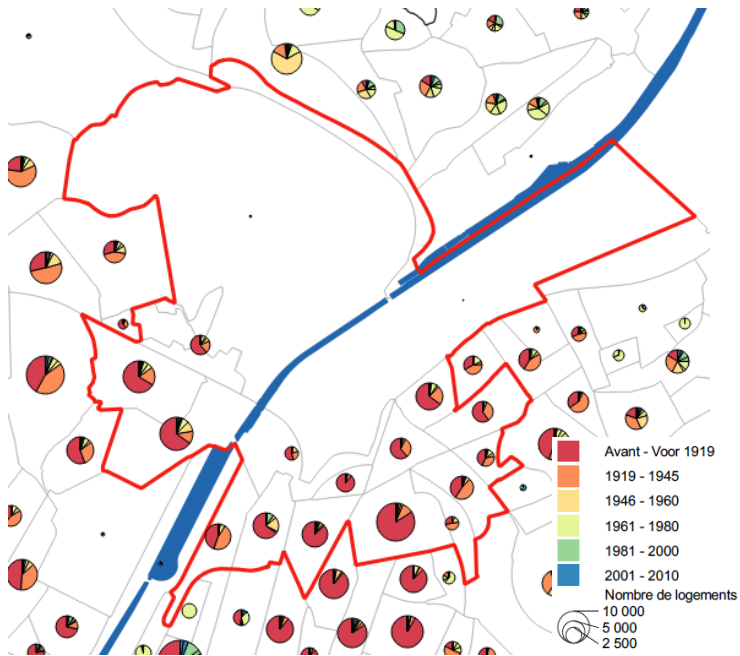 Avant - Voor 1919
1919 - 1945
1946 - 1960
1961 - 1980
1981 - 2000
2001 - 2010
Nombre de logements
10 000
5 000
2 500